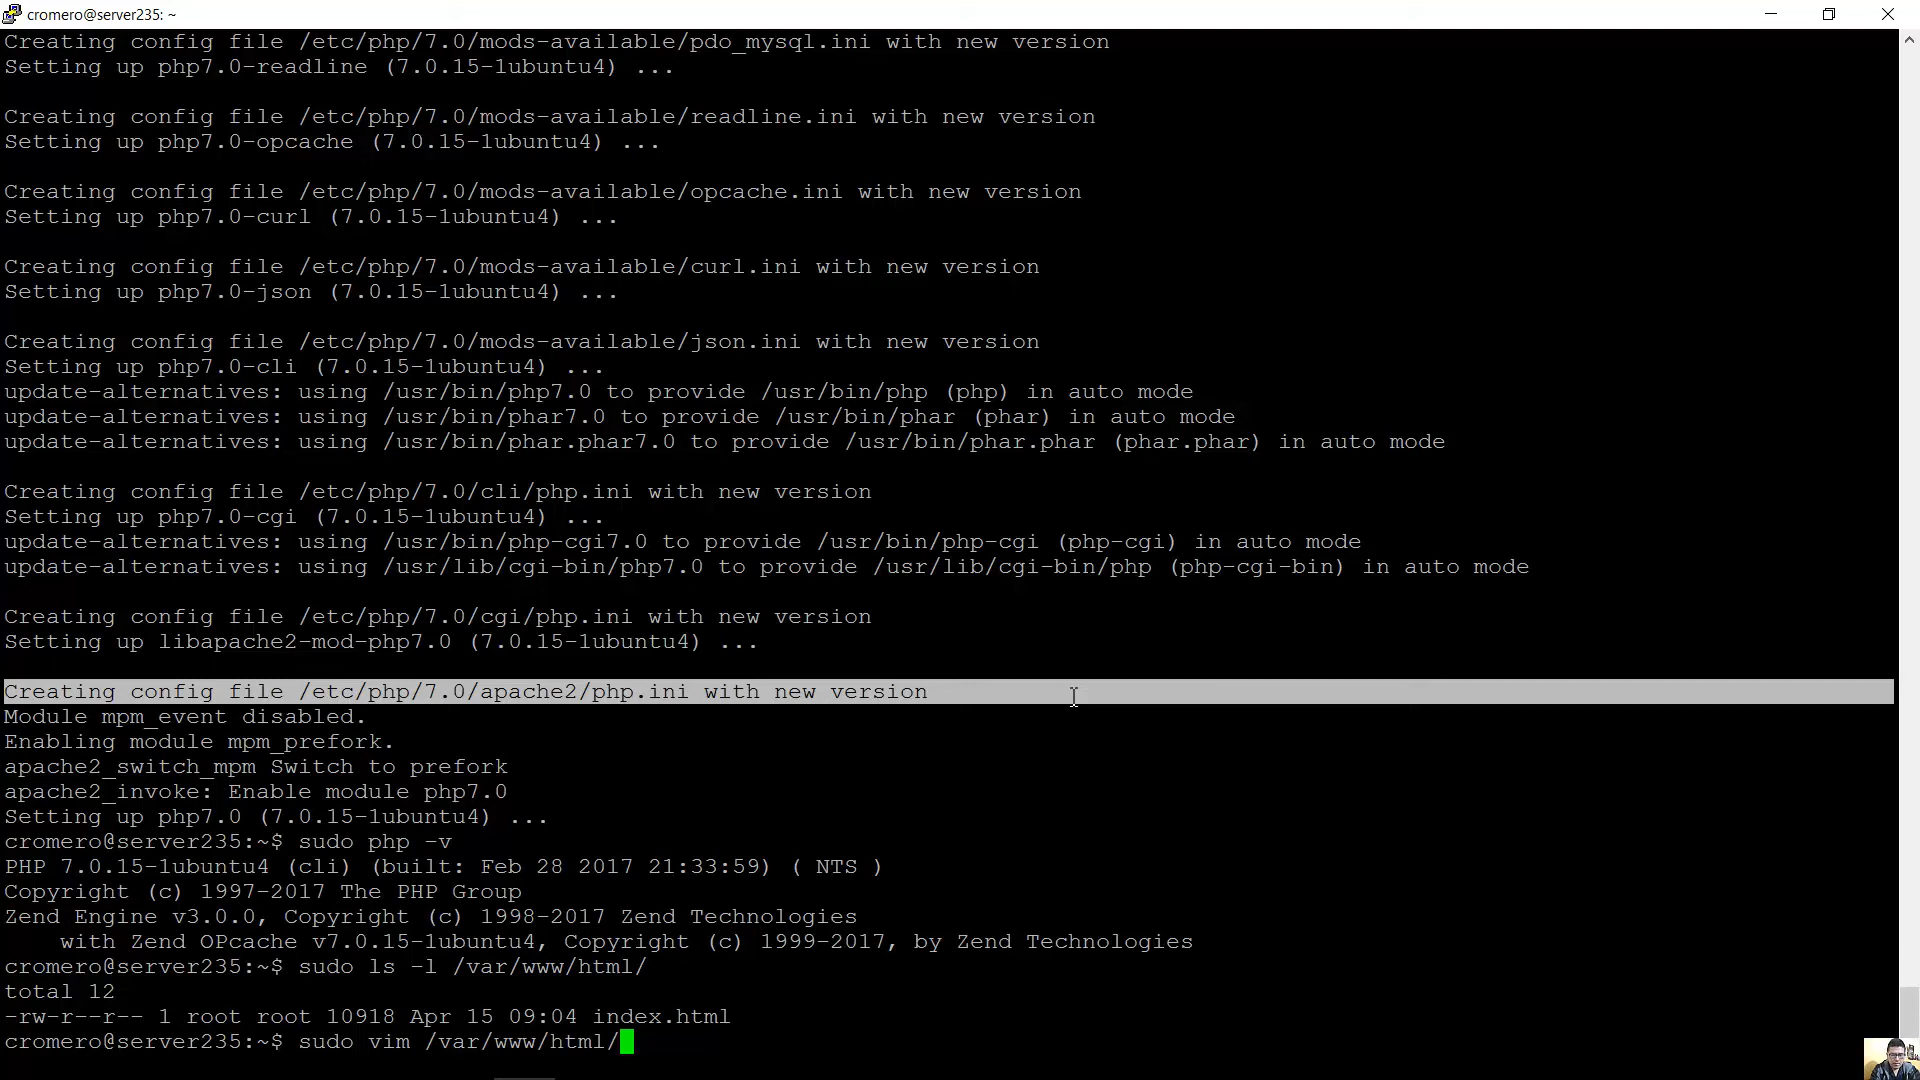 cromero@server235: ~
Creating config file /etc/php/7.0/mods-available/pdo_mysql.ini with new version
Setting up php7.0-readline (7.0.15-1ubuntu4) ...
Creating config file /etc/php/7.0/mods-available/readline.ini with new version
Setting up php7.0-opcache (7.0.15-1ubuntu4) ...
Creating config file /etc/php/7.0/mods-available/opcache.ini with new version
Setting up php7.0-curl (7.0.15-1ubuntu4) ...
Creating config file /etc/php/7.0/mods-available/curl.ini with new version
Setting up php7.0-json (7.0.15-1ubuntu4) ...
Creating config file /etc/php/7.0/mods-available/json.ini with new version
Setting up php7.0-cli (7.0.15-1ubuntu4) ...
update-alternatives: using /usr/bin/php7.0 to provide /usr/bin/php (php) in auto mode
update-alternatives: using /usr/bin/phar7.0 to provide /usr/bin/phar (phar) in auto mode
update-alternatives: using /usr/bin/phar.phar7.0 to provide /usr/bin/phar.phar (phar.phar) in auto mode
Creating config file /etc/php/7.0/cli/php.ini with new version
Setting up php7.0-cgi (7.0.15-1ubuntu4) ...
update-alternatives: using /usr/bin/php-cgi7.0 to provide /usr/bin/php-cgi (php-cgi) in auto mode
update-alternatives: using /usr/lib/cgi-bin/php7.0 to provide /usr/lib/cgi-bin/php (php-cgi-bin) in auto mode
Creating config file /etc/php/7.0/cgi/php.ini with new version
Setting up libapache2-mod-php7.0 (7.0.15-1ubuntu4) ...
Creating config file /etc/php/7.0/apache2/php.ini with new version
Module mpm_event disabled.
Enabling module mpm_prefork.
apache2_switch_mpm Switch to prefork
apache2_invoke: Enable module php7.0
Setting up php7.0 (7.0.15-1ubuntu4) ...
cromero@server235:~$ sudo php -v
PHP 7.0.15-1ubuntu4 (cli) (built: Feb 28 2017 21:33:59) ( NTS )
Copyright (c) 1997-2017 The PHP Group
Zend Engine v3.0.0, Copyright (c) 1998-2017 Zend Technologies
with Zend OPcache v7.0.15-1ubuntu4, Copyright (c) 1999-2017, by Zend Technologies
cromero@server235:~$ sudo ls -l /var/www/html/
total 12
-rw-r--r-- 1 root root 10918 Apr 15 09:04 index.html
cromero@server235:~$ sudo vim /var/www/html/